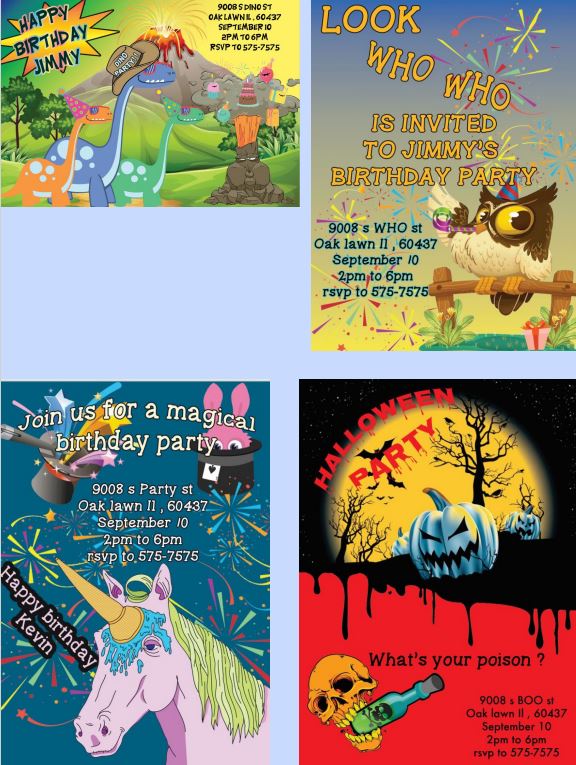 HAPPY
BIRTHDAY
JIMMY
9008 S DINO ST
OAK LAWN IL, 60437
SEPTEMBER 10
2PM TO 6PM
RSVP TO 575-7575
DINO
PARTY!
LOOK
WHO WHO
IS INVITED
TO JIMMY'S
BIRTHDAY PARTY
9008 s WHO st
Oak lawn Il , 60437
September 10
2pm to 6pm
rsvp to 575-7575
Join us for a magical
birthday party
9008 s Party st
Oak lawn Il , 60437
September 10
2pm to 6pm
rsvp to 575-7575
Happy birthday
Kevin
HALLOWEEN
PARTY
What's your poison ?
9008 s BOO st
Oak lawn Il , 60437
September 10
2pm to 6pm
rsvp to 575-7575